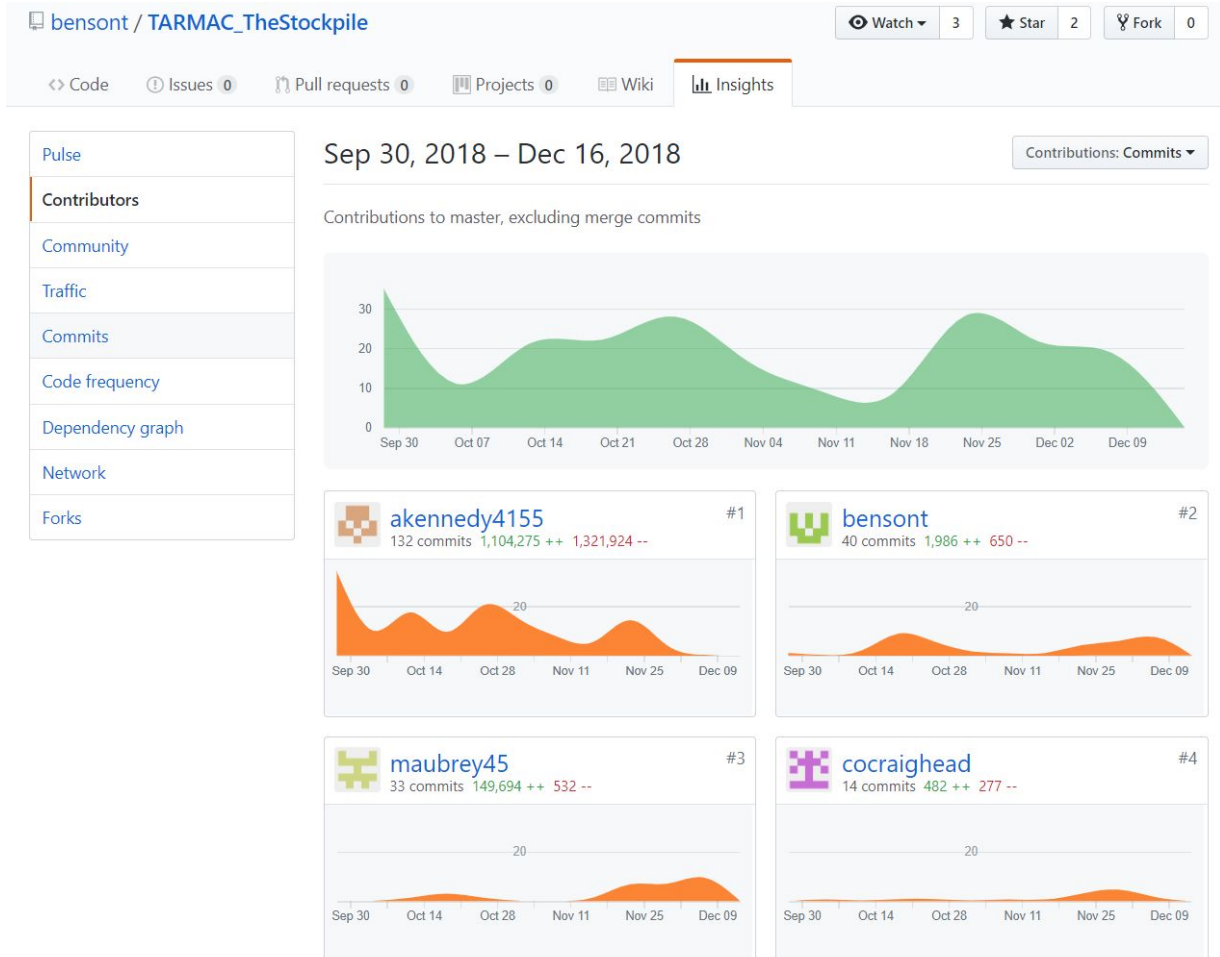 bensont / TARMAC_TheStockpile
Watch 3 Star 2 Fork 0
Code Issues 0 Pull requests 0 Projects 0 Wiki Insights
Pulse
Contributors
Community
Traffic
Commits
Code frequency
Dependency graph
Network
Forks
Sep 30, 2018 – Dec 16, 2018
Contributions: Commits
Contributions to master, excluding merge commits
30
20
10
0
Sep 30 Oct 07 Oct 14 Oct 21 Oct 28 Nov 04 Nov 11 Nov 18 Nov 25 Dec 02 Dec 09
akennedy4155 #1
132 commits 1,104,275 ++ 1,321,924 --
20
Sep 30 Oct 14 Oct 28 Nov 11 Nov 25 Dec 09
bensont #2
40 commits 1,986 ++ 650 --
20
Sep 30 Oct 14 Oct 28 Nov 11 Nov 25 Dec 09
maubrey45 #3
33 commits 149,694 ++ 532 --
20
Sep 30 Oct 14 Oct 28 Nov 11 Nov 25 Dec 09
cocraighead #4
14 commits 482 ++ 277 --
20
Sep 30 Oct 14 Oct 28 Nov 11 Nov 25 Dec 09